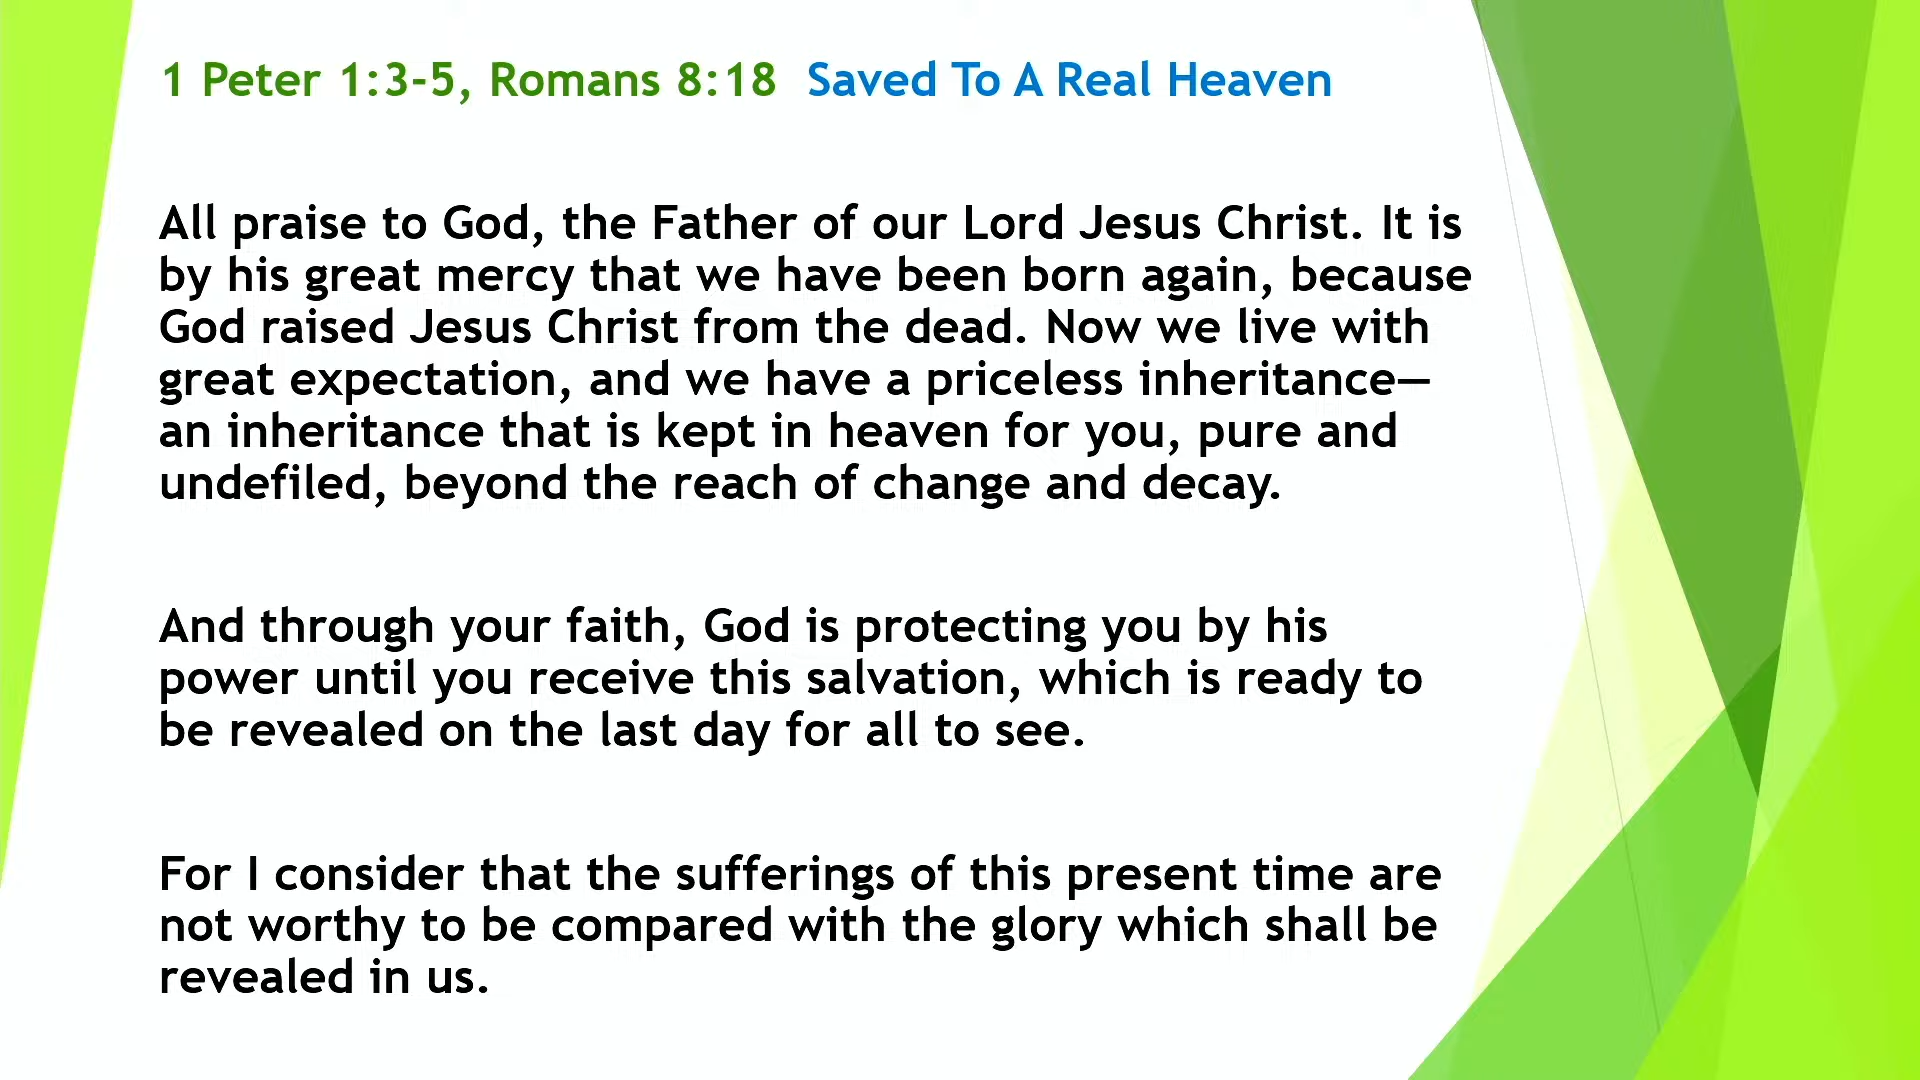 1 Peter 1:3-5, Romans 8:18 Saved To A Real Heaven
All praise to God, the Father of our Lord Jesus Christ. It is
by his great mercy that we have been born again, because
God raised Jesus Christ from the dead. Now we live with
great expectation, and we have a priceless inheritance—
an inheritance that is kept in heaven for you, pure and
undefiled, beyond the reach of change and decay.
And through your faith, God is protecting you by his
power until you receive this salvation, which is ready to
be revealed on the last day for all to see.
For I consider that the sufferings of this present time are
not worthy to be compared with the glory which shall be
revealed in us.